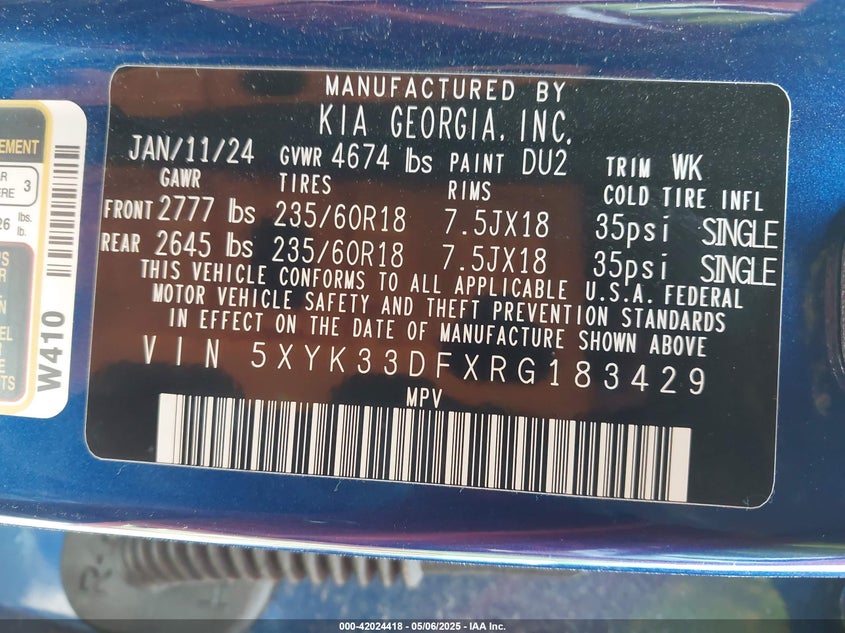 MANUFACTURED BY
KIA GEORGIA, INC.
JAN/11/24 GVWR 4674 lbs PAINT DU2 TRIM WK
GAWR TIRES RIMS COLD TIRE INFL
FRONT 2777 lbs 235/60R18 7.5JX18 35psi SINGLE
REAR 2645 lbs 235/60R18 7.5JX18 35psi SINGLE
THIS VEHICLE CONFORMS TO ALL APPLICABLE U.S.A. FEDERAL
MOTOR VEHICLE SAFETY AND THEFT PREVENTION STANDARDS
IN EFFECT ON THE DATE OF MANUFACTURE SHOWN ABOVE
VIN 5XYK33DFXRG183429
MPV
3
lbs.
lb.
W410
R
000-42024418 - 05/06/2025 - IAA Inc.